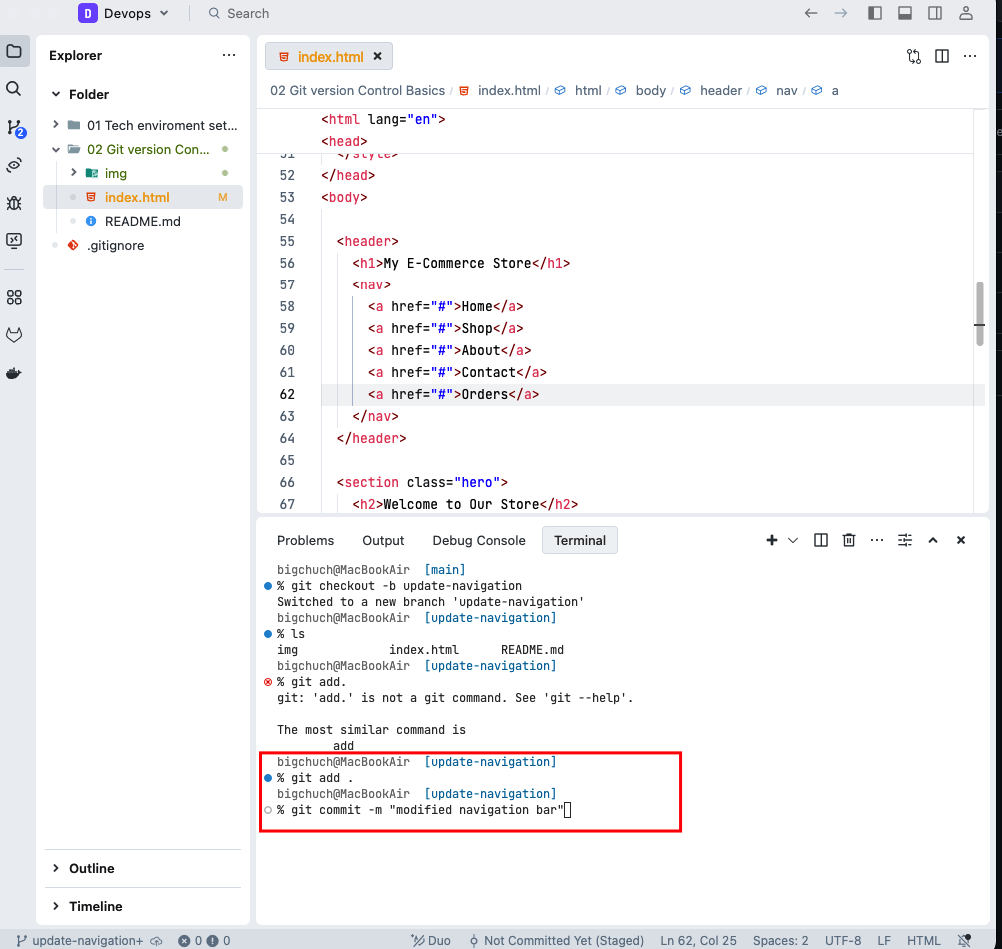 D Devops
Search
Explorer
index.html
Folder
01 Tech enviroment set...
02 Git version Con...
img
index.html M
README.md
.gitignore
2
Outline
Timeline
02 Git version Control Basics / index.html / html / body / header / nav / a
<html lang="en">
<head>
51 </style>
52 </head>
53 <body>
54
55 <header>
56 <h1>My E-Commerce Store</h1>
57 <nav>
58 <a href="#">Home</a>
59 <a href="#">Shop</a>
60 <a href="#">About</a>
61 <a href="#">Contact</a>
62 <a href="#">Orders</a>
63 </nav>
64 </header>
65
66 <section class="hero">
67 <h2>Welcome to Our Store</h2>
Problems Output Debug Console Terminal
bigchuch@MacBookAir [main]
% git checkout -b update-navigation
Switched to a new branch 'update-navigation'
bigchuch@MacBookAir [update-navigation]
% ls
img index.html README.md
bigchuch@MacBookAir [update-navigation]
% git add.
git: 'add.' is not a git command. See 'git --help'.
The most similar command is
add
bigchuch@MacBookAir [update-navigation]
% git add .
bigchuch@MacBookAir [update-navigation]
% git commit -m "modified navigation bar"
update-navigation+ 0 0 Duo Not Committed Yet (Staged) Ln 62, Col 25 Spaces: 2 UTF-8 LF HTML